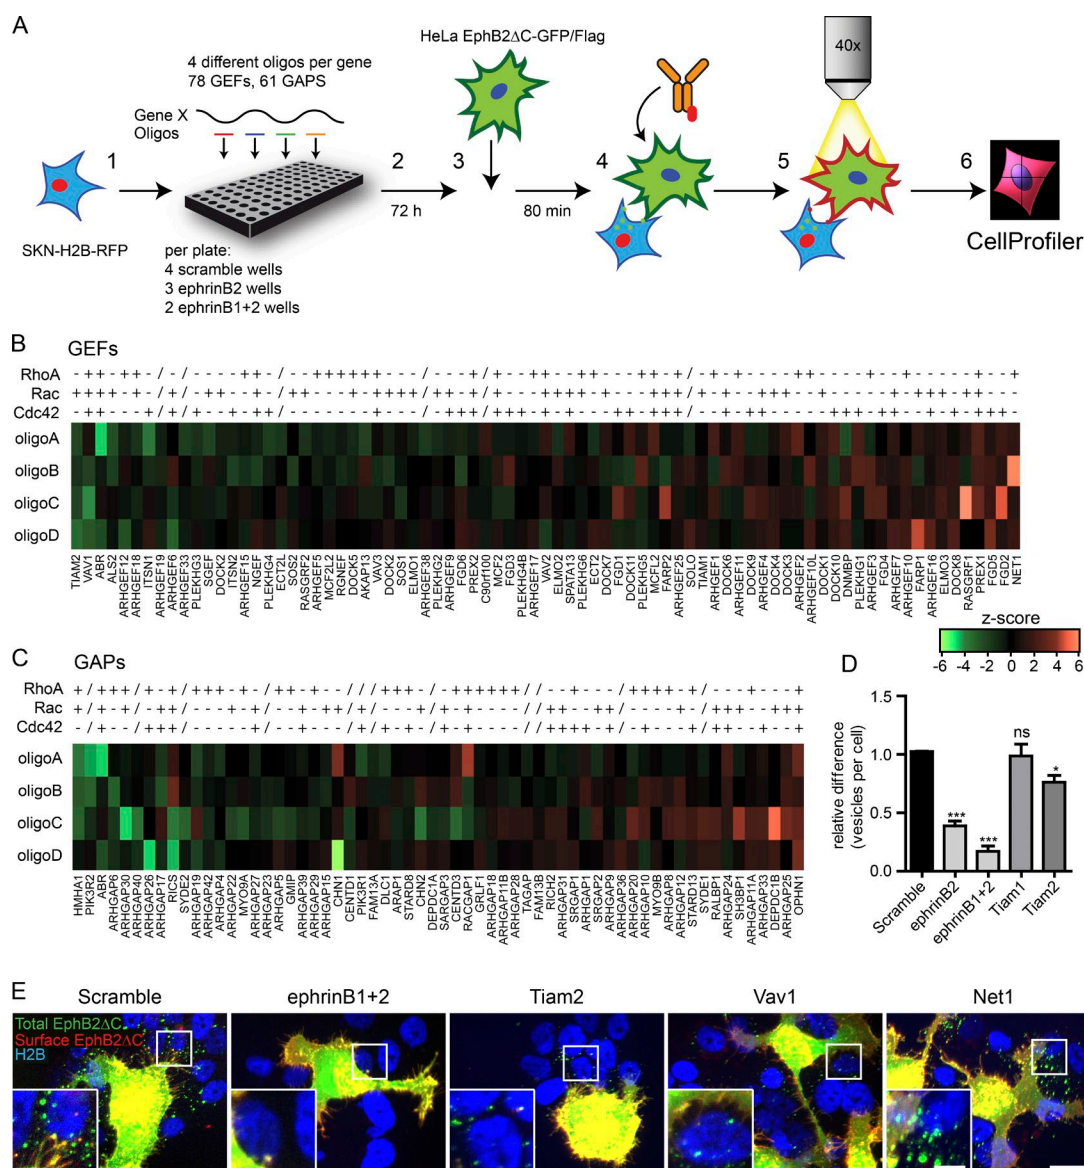 A
4 different oligos per gene
78 GEFs, 61 GAPS
Gene X
Oligos
HeLa EphB2ΔC-GFP/Flag
40x
1
2
3
4
5
6
72 h
80 min
SKN-H2B-RFP
per plate:
4 scramble wells
3 ephrinB2 wells
2 ephrinB1+2 wells
CellProfiler
B
GEFs
RhoA
Rac
Cdc42
oligoA
oligoB
oligoC
oligoD
TIAM2
VAV1
ABR
ALS2
ARHGEF12
ARHGEF18
ITSN1
ARHGEF19
ARHGEF6
ARHGEF33
PLEKHG3
SGEF
DOCK2
ITSN2
ARHGEF15
NGEF
PLEKHG4
ECT2L
SOS2
RASGRF2
ARHGEF5
MCF2L2
RGNEF
DOCK5
AKAP13
VAV3
DOCK2
SOS1
ELMO1
ARHGEF38
PLEKHG2
ARHGEF9
FGD6
PREX2
C9Orf100
MCF2
FGD3
PLEKHG4B
ARHGEF17
VAV2
ELMO2
SPATA13
PLEKHG6
ECT2
DOCK7
FGD1
DOCK11
PLEKHG5
MCFL2
FARP2
ARHGEF25
SOLO
TIAM1
ARHGEF1
ARHGEF11
DOCK9
ARHGEF4
DOCK4
DOCK3
ARHGEF2
ARHGEF10L
DOCK1
DOCK10
DNMBP
PLEKHG1
ARHGEF3
FGD4
ARHGEF10
FARP1
ARHGEF16
ELMO3
DOCK8
RASGRF1
PREX1
FGD5
FGD2
NET1
z-score
-6 -4 -2 0 2 4 6
C
GAPs
RhoA
Rac
Cdc42
oligoA
oligoB
oligoC
oligoD
HMHA1
PIK3R2
ABR
ARHGAP6
ARHGAP30
ARHGAP40
ARHGAP26
ARHGAP17
RICS
SYDE2
ARHGAP19
ARHGAP42
ARHGAP4
ARHGAP22
MYO9A
ARHGAP27
ARHGAP23
ARHGAP5
GMIP
ARHGAP39
ARHGAP29
ARHGAP15
CHN1
CENTD1
PIK3R1
FAM13A
DLC1
ARAP1
STARD8
CHN2
DEPDC1A
SARGAP3
CENTD3
RACGAP1
GRLF1
ARHGAP18
ARHGAP11B
ARHGAP28
TAGAP
FAM13B
RICH2
ARHGAP31
SRGAP1
ARHGAP1
SRGAP2
ARHGAP9
ARHGAP36
ARHGAP20
ARHGAP10
MYO9B
ARHGAP8
ARHGAP12
STARD13
SYDE1
RALBP1
ARHGAP24
SH3BP1
ARHGAP11A
ARHGAP33
DEPDC1B
ARHGAP25
OPHN1
D
relative difference
(vesicles per cell)
1.5
1.0
0.5
0.0
***
***
ns
*
Scramble
ephrinB2
ephrinB1+2
Tiam1
Tiam2
E
Scramble
ephrinB1+2
Tiam2
Vav1
Net1
Total EphB2ΔC
Surface EphB2ΔC
H2B